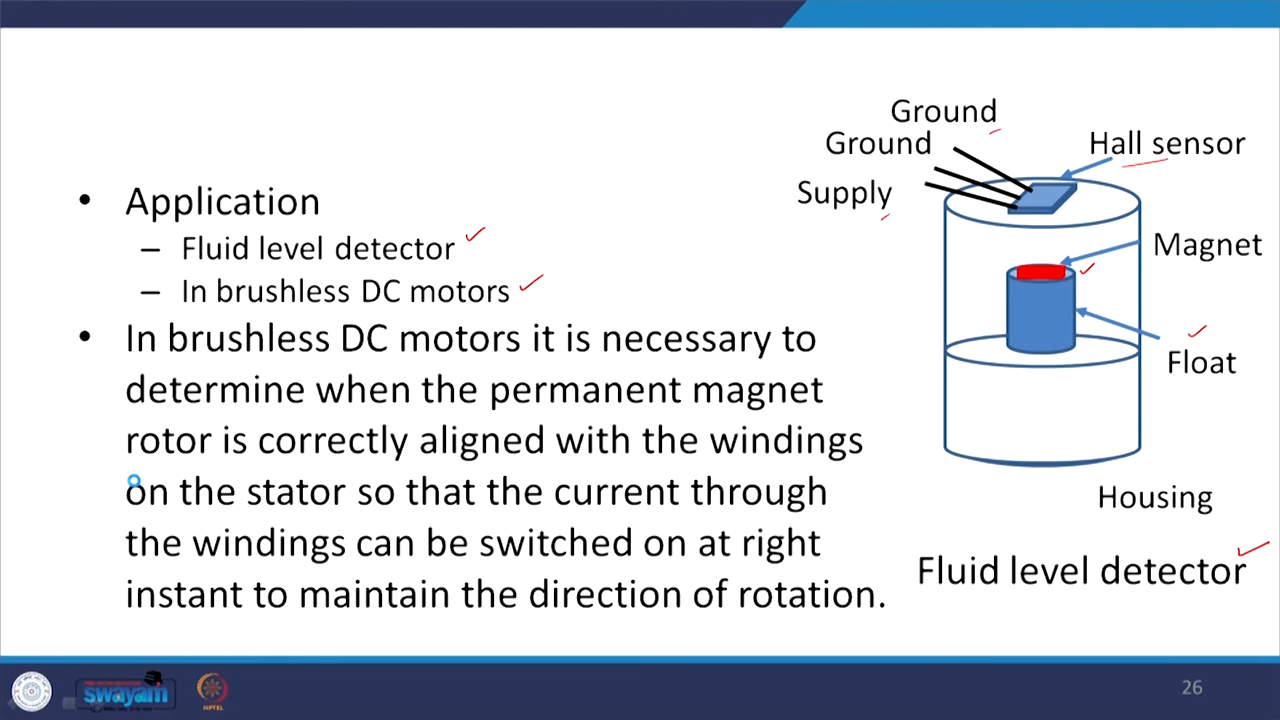 • Application
– Fluid level detector
– In brushless DC motors
• In brushless DC motors it is necessary to
determine when the permanent magnet
rotor is correctly aligned with the windings
on the stator so that the current through
the windings can be switched on at right
instant to maintain the direction of rotation.
Ground
Ground
Supply
Hall sensor
Magnet
Float
Housing
Fluid level detector
swayam
NPTEL
26